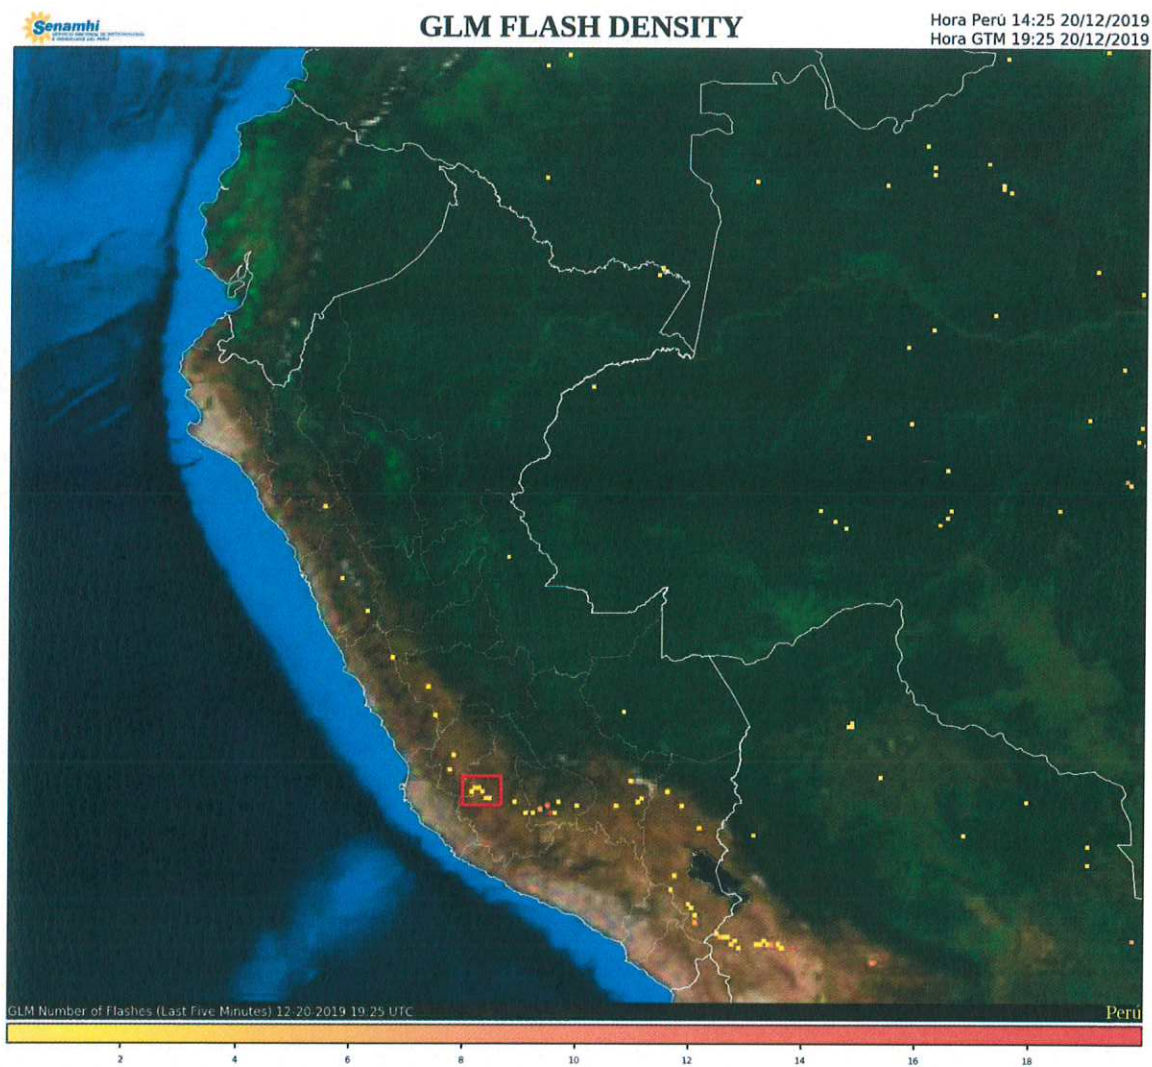 Senamhi
GLM FLASH DENSITY
Hora Perú 14:25 20/12/2019
Hora GTM 19:25 20/12/2019
GLM Number of Flashes (Last Five Minutes) 12-20-2019 19:25 UTC
Perú
2 4 6 8 10 12 14 16 18